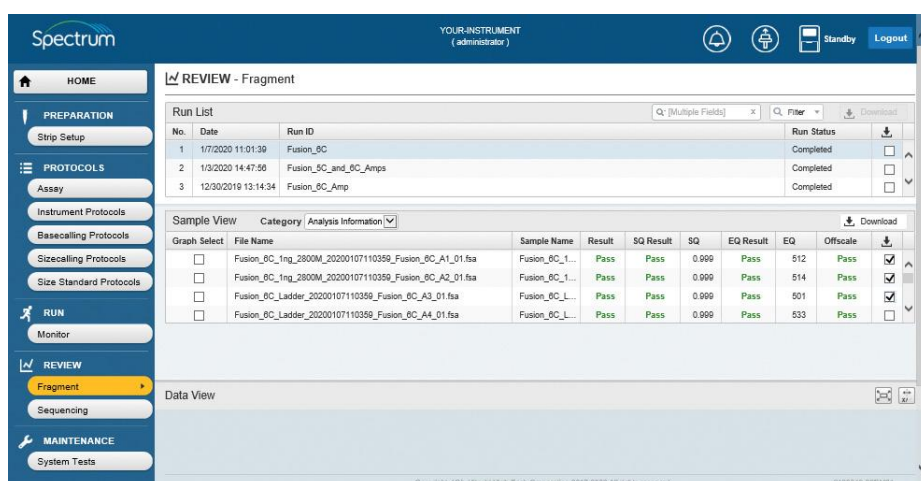 Spectrum
YOUR-INSTRUMENT
( administrator )
Standby
Logout
HOME
PREPARATION
Strip Setup
PROTOCOLS
Assay
Instrument Protocols
Basecalling Protocols
Sizecalling Protocols
Size Standard Protocols
RUN
Monitor
REVIEW
Fragment
Sequencing
MAINTENANCE
System Tests
REVIEW - Fragment
Run List [Multiple Fields] x Filter Download
No. Date Run ID Run Status
1 1/7/2020 11:01:39 Fusion_6C Completed
2 1/3/2020 14:47:56 Fusion_5C_and_6C_Amps Completed
3 12/30/2019 13:14:34 Fusion_6C_Amp Completed
Sample View Category Analysis Information Download
Graph Select File Name Sample Name Result SQ Result SQ EQ Result EQ Offscale
Fusion_6C_1ng_2800M_20200107110359_Fusion_6C_A1_01.fsa Fusion_6C_1... Pass Pass 0.999 Pass 512 Pass
Fusion_6C_1ng_2800M_20200107110359_Fusion_6C_A2_01.fsa Fusion_6C_1... Pass Pass 0.999 Pass 514 Pass
Fusion_6C_Ladder_20200107110359_Fusion_6C_A3_01.fsa Fusion_6C_L... Pass Pass 0.999 Pass 501 Pass
Fusion_6C_Ladder_20200107110359_Fusion_6C_A4_01.fsa Fusion_6C_L... Pass Pass 0.999 Pass 533 Pass
Data View